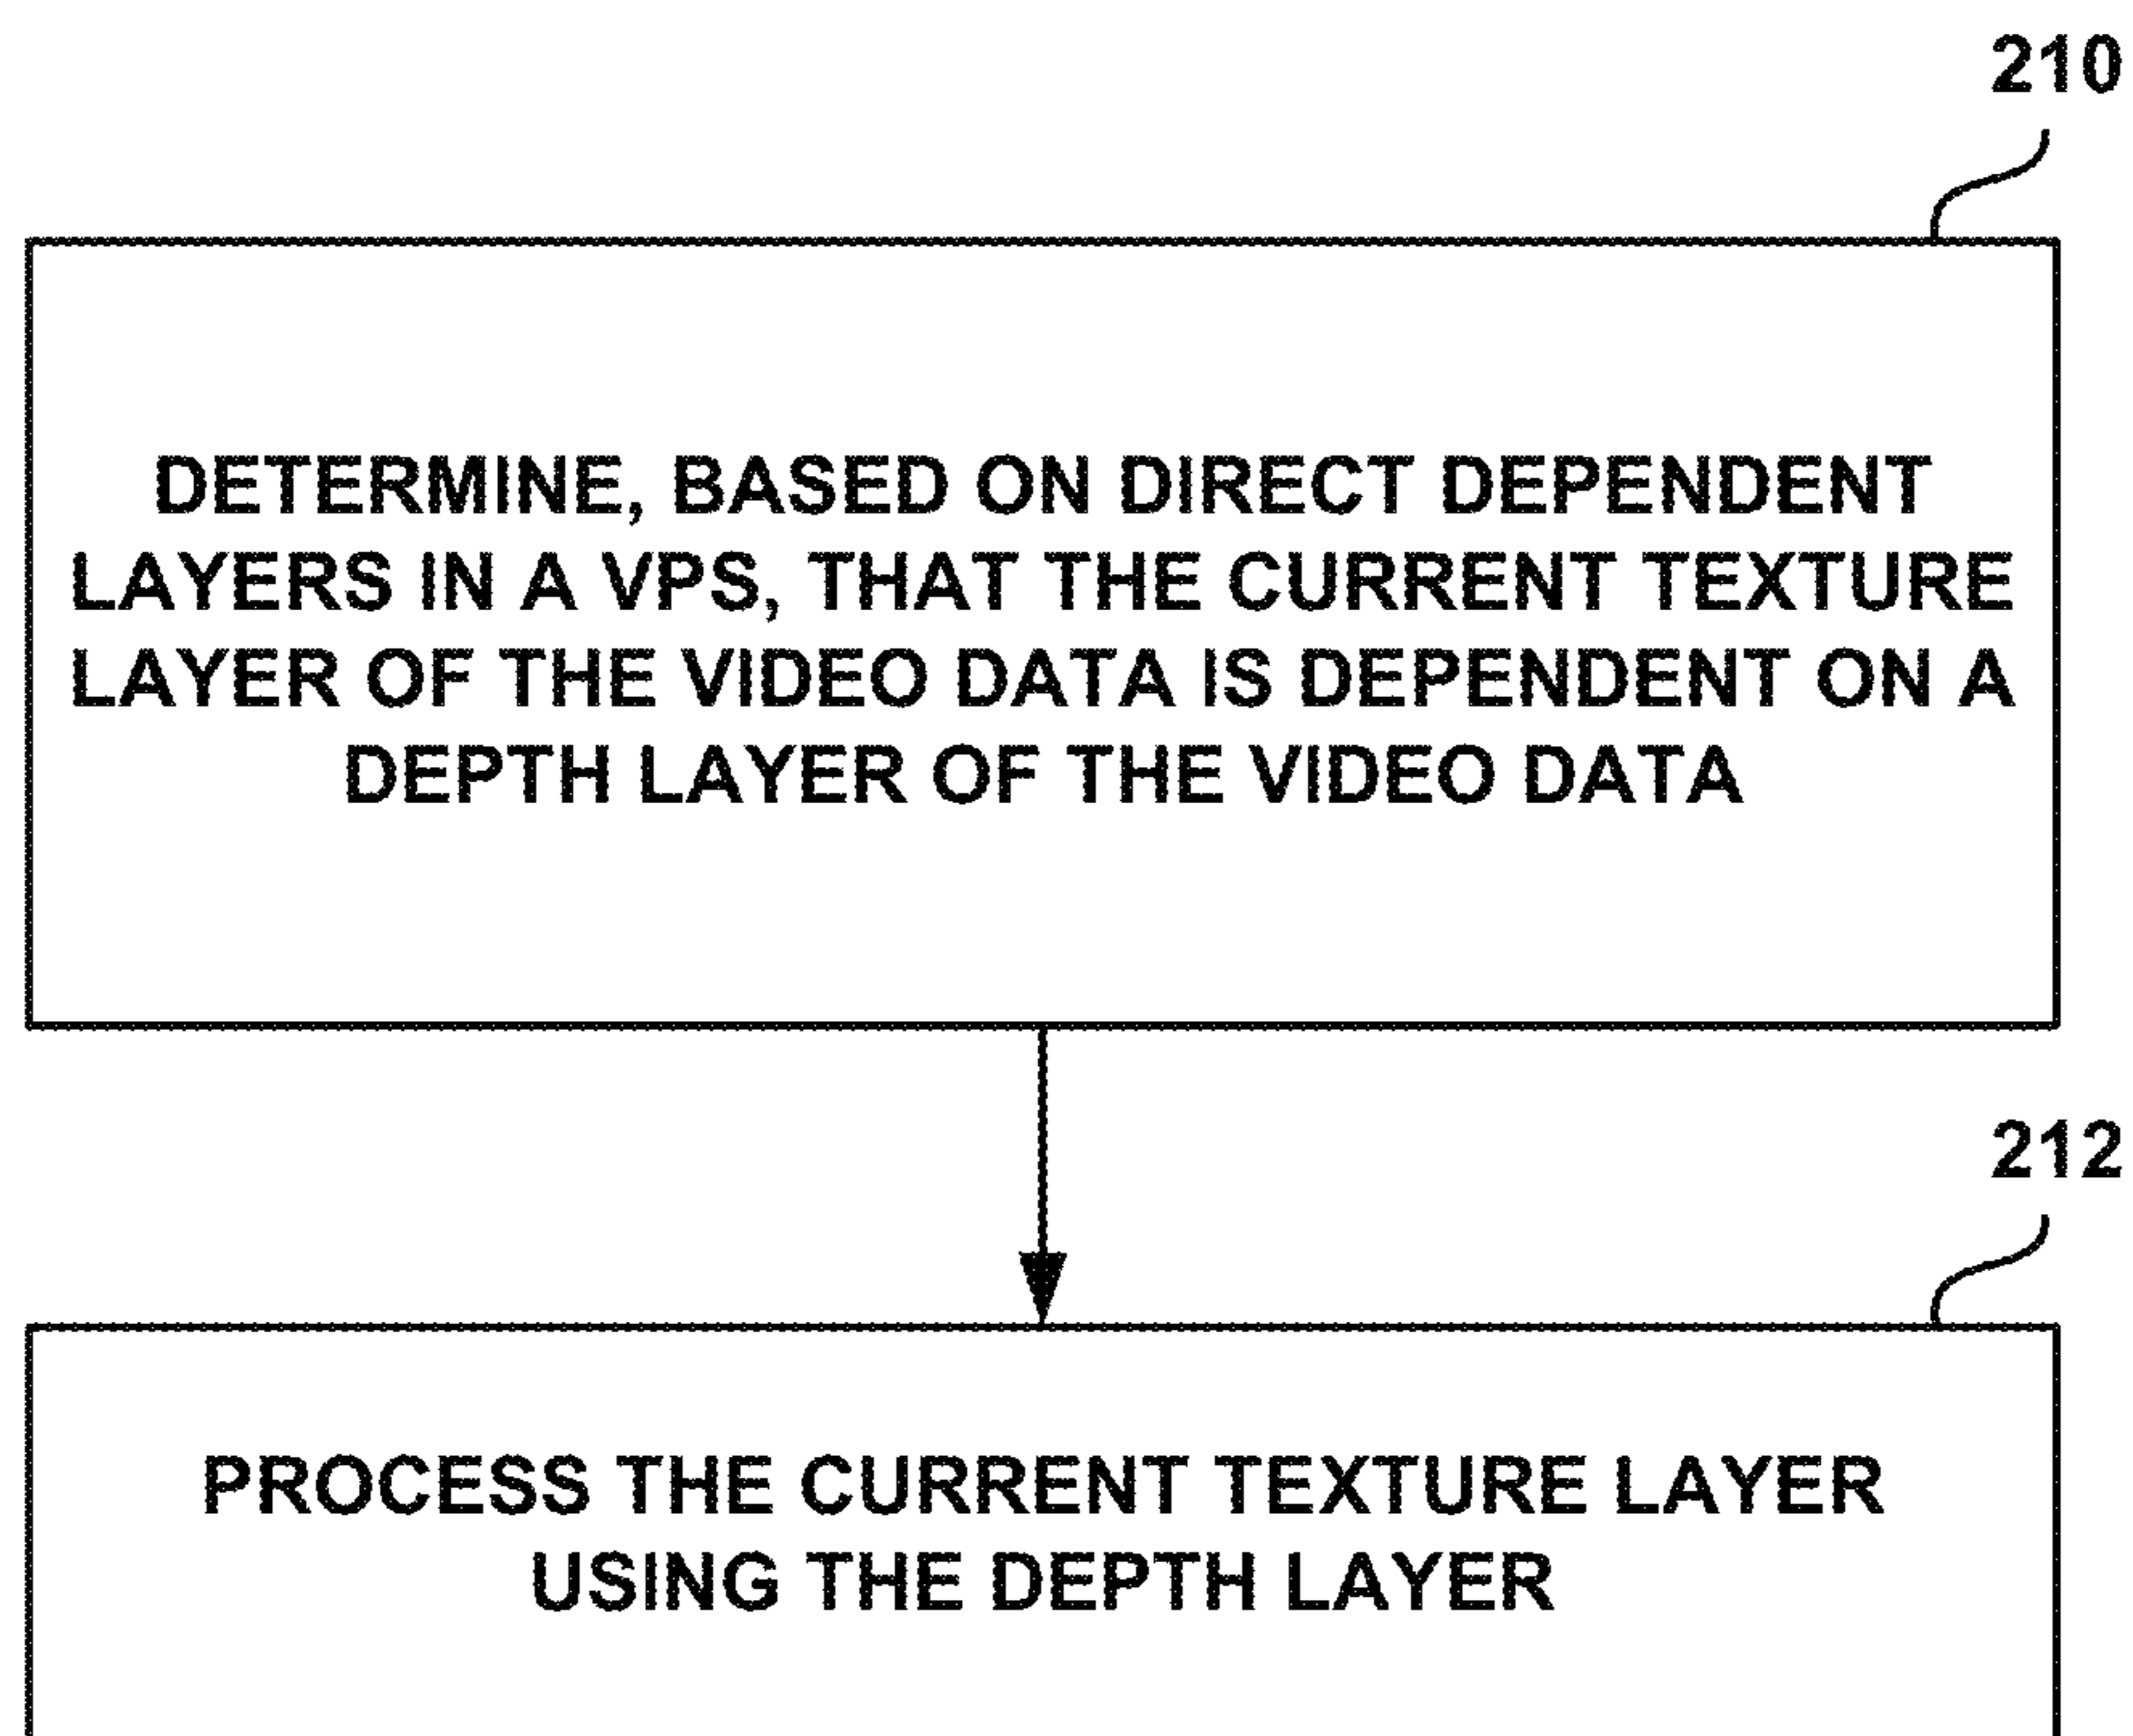 210
DETERMINE, BASED ON DIRECT DEPENDENT
LAYERS IN A VPS, THAT THE CURRENT TEXTURE
LAYER OF THE VIDEO DATA IS DEPENDENT ON A
DEPTH LAYER OF THE VIDEO DATA
212
PROCESS THE CURRENT TEXTURE LAYER
USING THE DEPTH LAYER